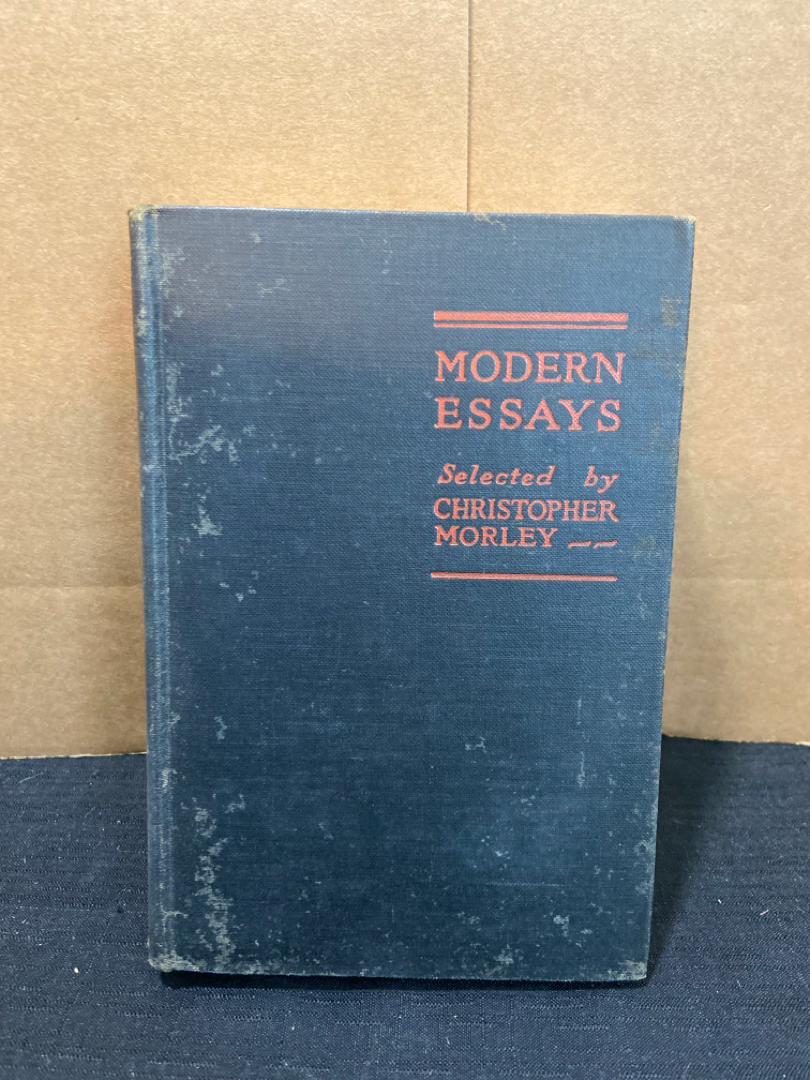 MODERN
ESSAYS
Selected by
CHRISTOPHER
MORLEY